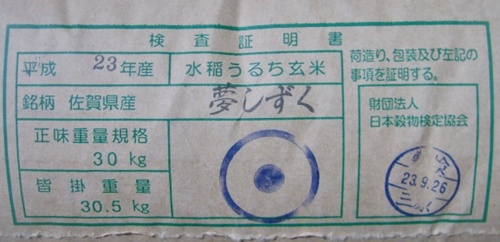 検査証明書
平成 23年産
水稲うるち玄米
銘柄 佐賀県産
夢しずく
正味重量規格
30 kg
皆掛重量
30.5 kg
荷造り、包装及び左記の
事項を証明する。
財団法人
日本穀物検定協会
23.9.26